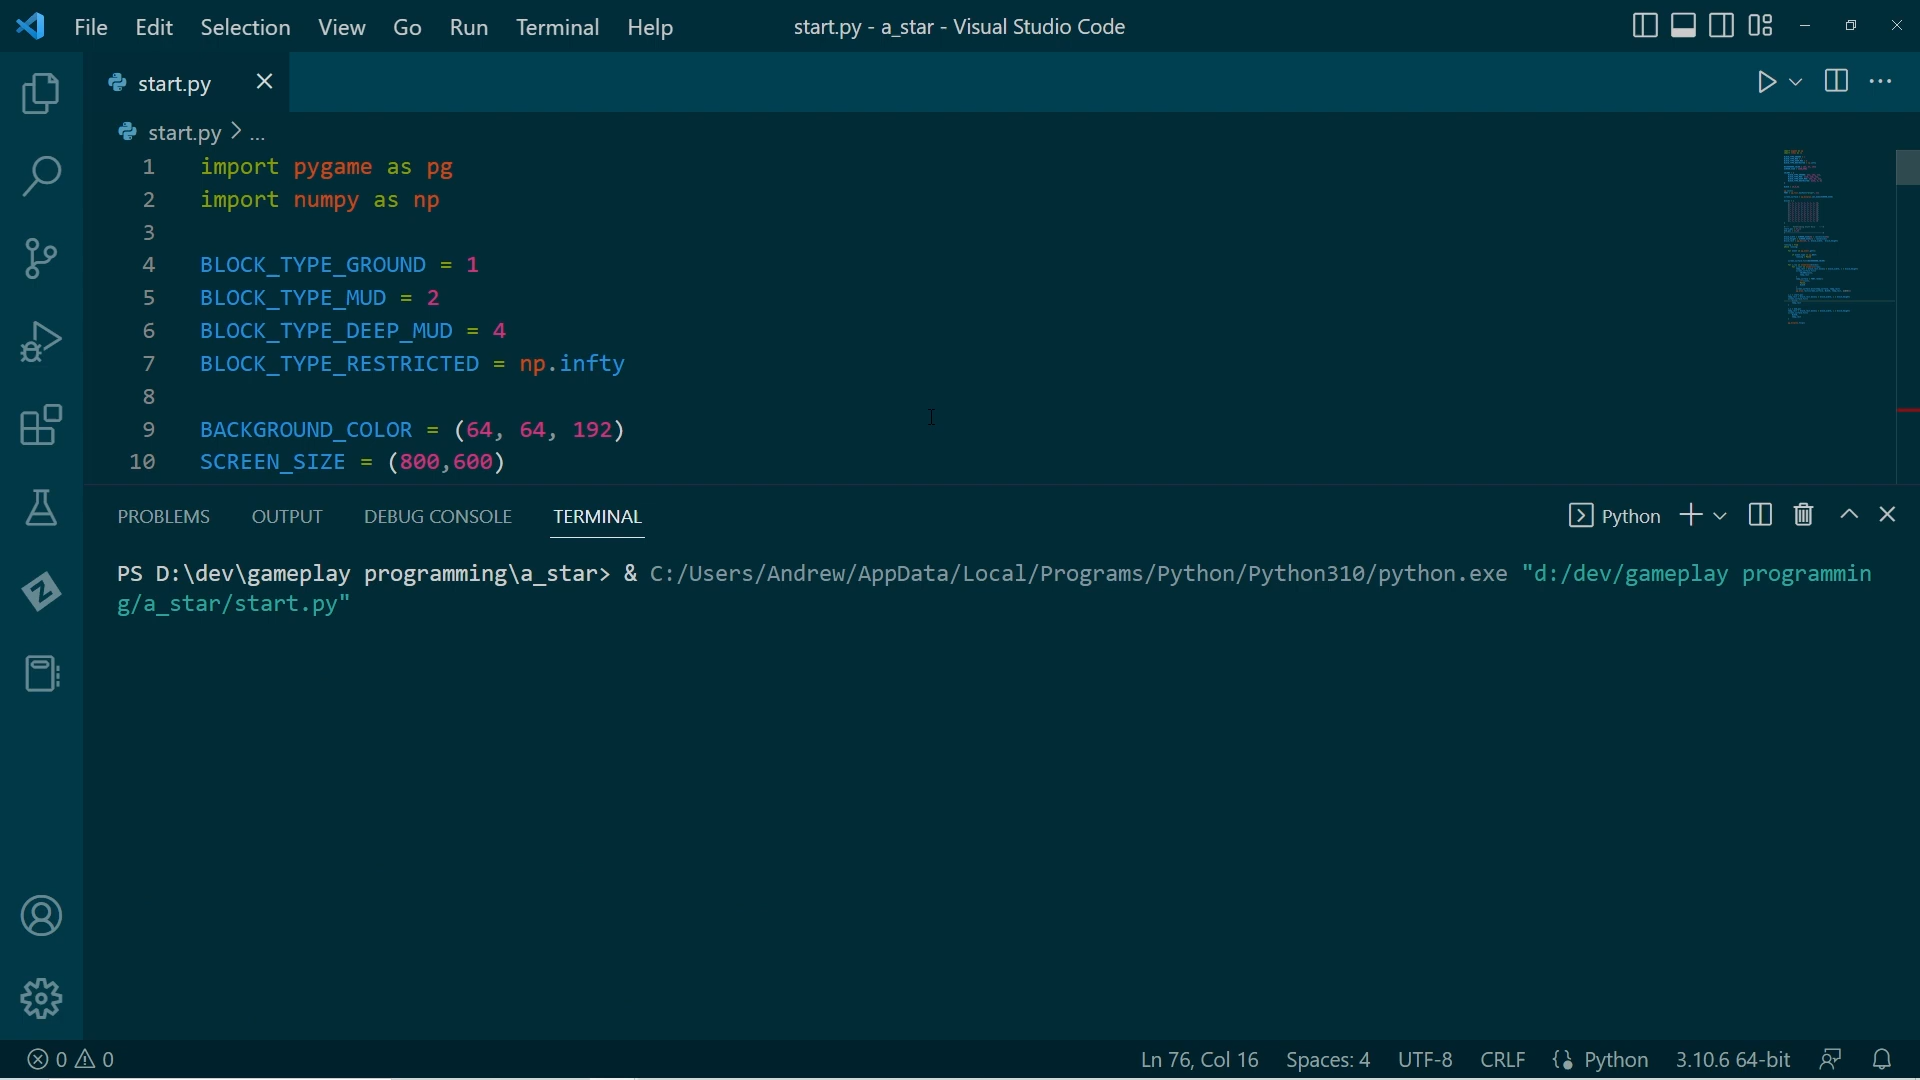 File Edit Selection View Go Run Terminal Help start.py - a_star - Visual Studio Code
start.py
start.py > ...
1 import pygame as pg
2 import numpy as np
3
4 BLOCK_TYPE_GROUND = 1
5 BLOCK_TYPE_MUD = 2
6 BLOCK_TYPE_DEEP_MUD = 4
7 BLOCK_TYPE_RESTRICTED = np.infty
8
9 BACKGROUND_COLOR = (64, 64, 192)
10 SCREEN_SIZE = (800,600)
PROBLEMS OUTPUT DEBUG CONSOLE TERMINAL Python
PS D:\dev\gameplay programming\a_star> & C:/Users/Andrew/AppData/Local/Programs/Python/Python310/python.exe "d:/dev/gameplay programmin
g/a_star/start.py"
0 0 Ln 76, Col 16 Spaces: 4 UTF-8 CRLF Python 3.10.6 64-bit